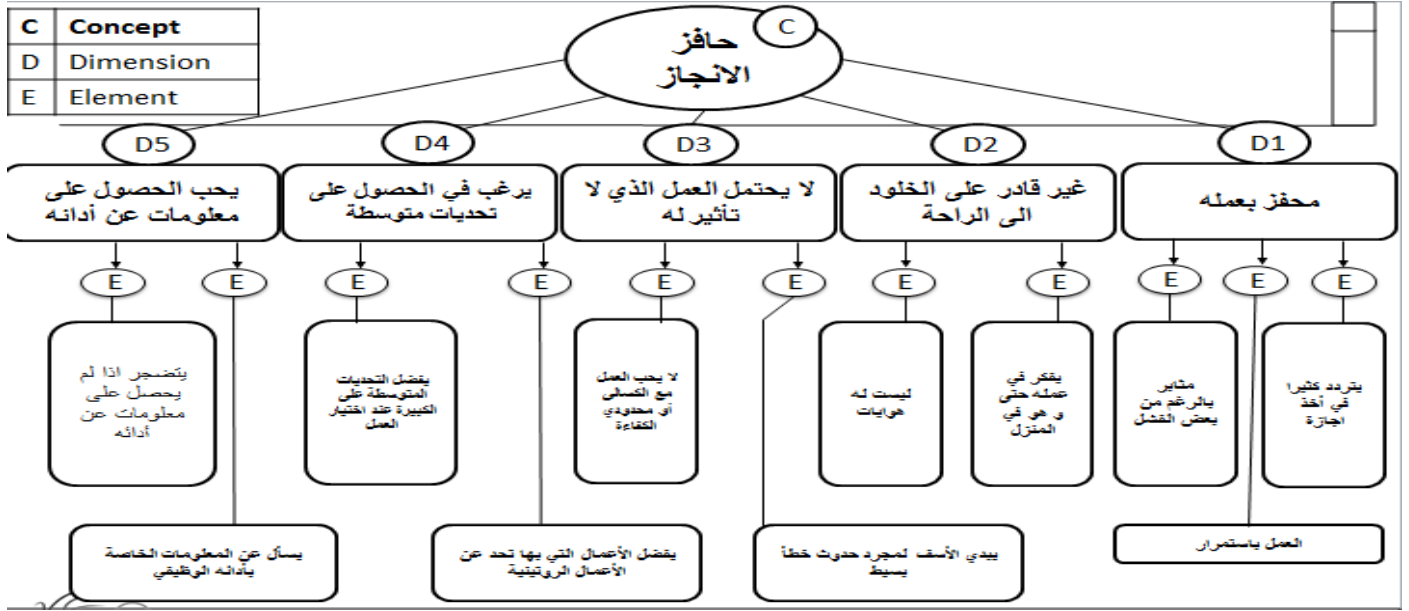 C Concept
D Dimension
E Element
C
حافز
الانجاز
D1
D2
D3
D4
D5
محفز بعمله
غير قادر على الخلود
الى الراحة
لا يحتمل العمل الذي لا
تأثير له
يرغب في الحصول على
تحديات متوسطة
يحب الحصول على
معلومات عن أدائه
E
E
E
E
E
E
E
E
E
E
E
يتردد كثيرا
في أخذ
اجازة
مثابر
بالرغم من
بعض الفشل
يفكر في
عمله حتى
و هو في
المنزل
ليست له
هوايات
لا يحب العمل
مع الكسالى
أو محدودي
الكفاءة
يفضل التحديات
المتوسطة على
الكبيرة عند اختيار
العمل
يتضجر اذا لم
يحصل على
معلومات عن
أدائه
العمل باستمرار
يبدي الأسف لمجرد حدوث خطأ
بسيط
يفضل الأعمال التي بها تحد عن
الأعمال الروتينية
يسأل عن المعلومات الخاصة
بأدائه الوظيفي